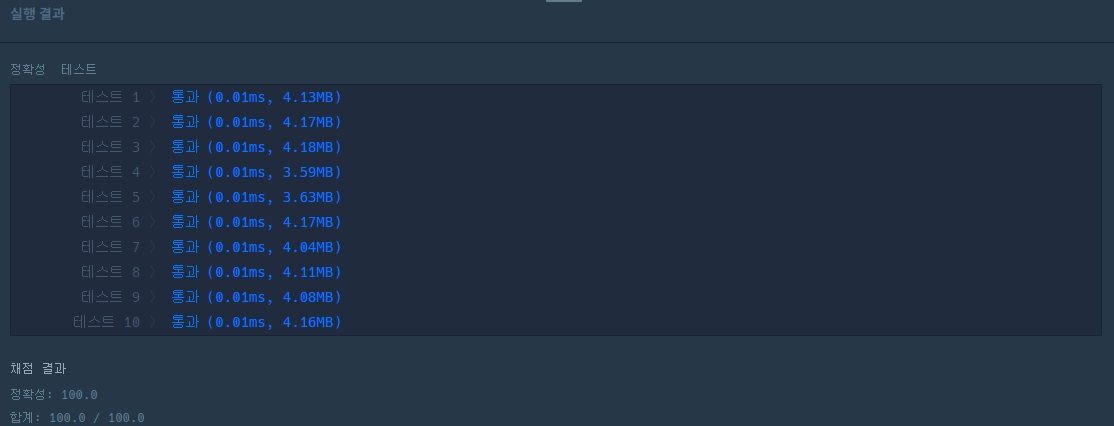 실행 결과
정확성 테스트
테스트 1 〉 통과 (0.01ms, 4.13MB)
테스트 2 〉 통과 (0.01ms, 4.17MB)
테스트 3 〉 통과 (0.01ms, 4.18MB)
테스트 4 〉 통과 (0.01ms, 3.59MB)
테스트 5 〉 통과 (0.01ms, 3.63MB)
테스트 6 〉 통과 (0.01ms, 4.17MB)
테스트 7 〉 통과 (0.01ms, 4.04MB)
테스트 8 〉 통과 (0.01ms, 4.11MB)
테스트 9 〉 통과 (0.01ms, 4.08MB)
테스트 10 〉 통과 (0.01ms, 4.16MB)
채점 결과
정확성: 100.0
합계: 100.0 / 100.0